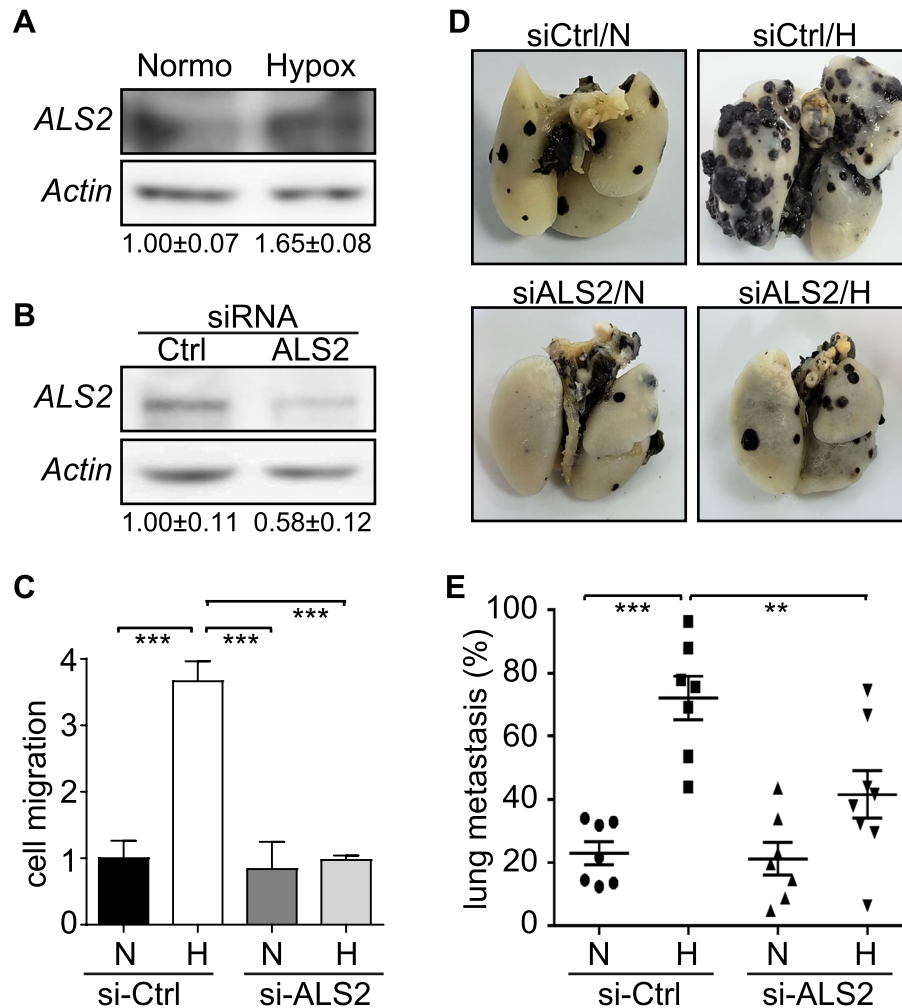 A
Normo Hypox
ALS2
Actin
1.00±0.07 1.65±0.08
B
siRNA
Ctrl ALS2
ALS2
Actin
1.00±0.11 0.58±0.12
C
***
*** ***
cell migration
4
3
2
1
0
N H N H
si-Ctrl si-ALS2
D
siCtrl/N siCtrl/H
siALS2/N siALS2/H
E
*** **
lung metastasis (%)
100
80
60
40
20
0
N H N H
si-Ctrl si-ALS2